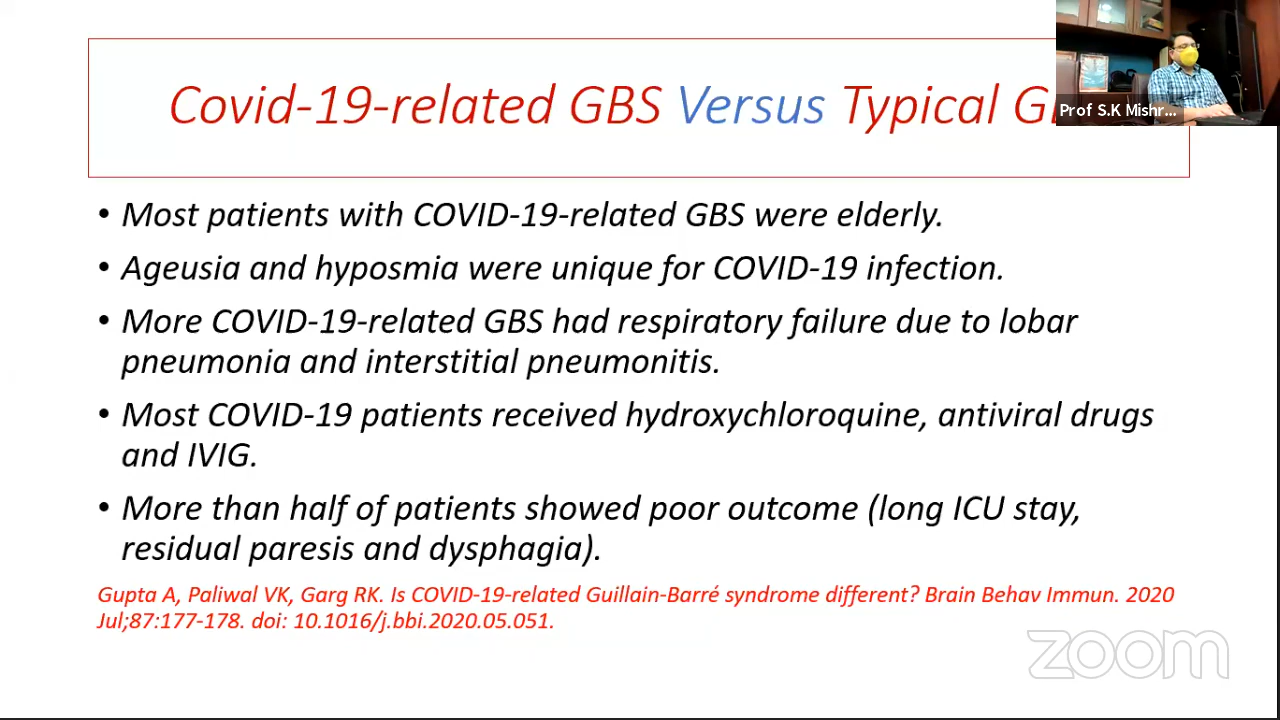 Covid-19-related GBS Versus Typical
Prof S.K Mishr...
• Most patients with COVID-19-related GBS were elderly.
• Ageusia and hyposmia were unique for COVID-19 infection.
• More COVID-19-related GBS had respiratory failure due to lobar
pneumonia and interstitial pneumonitis.
• Most COVID-19 patients received hydroxychloroquine, antiviral drugs
and IVIG.
• More than half of patients showed poor outcome (long ICU stay,
residual paresis and dysphagia).
Gupta A, Paliwal VK, Garg RK. Is COVID-19-related Guillain-Barré syndrome different? Brain Behav Immun. 2020
Jul;87:177-178. doi: 10.1016/j.bbi.2020.05.051.
zoom